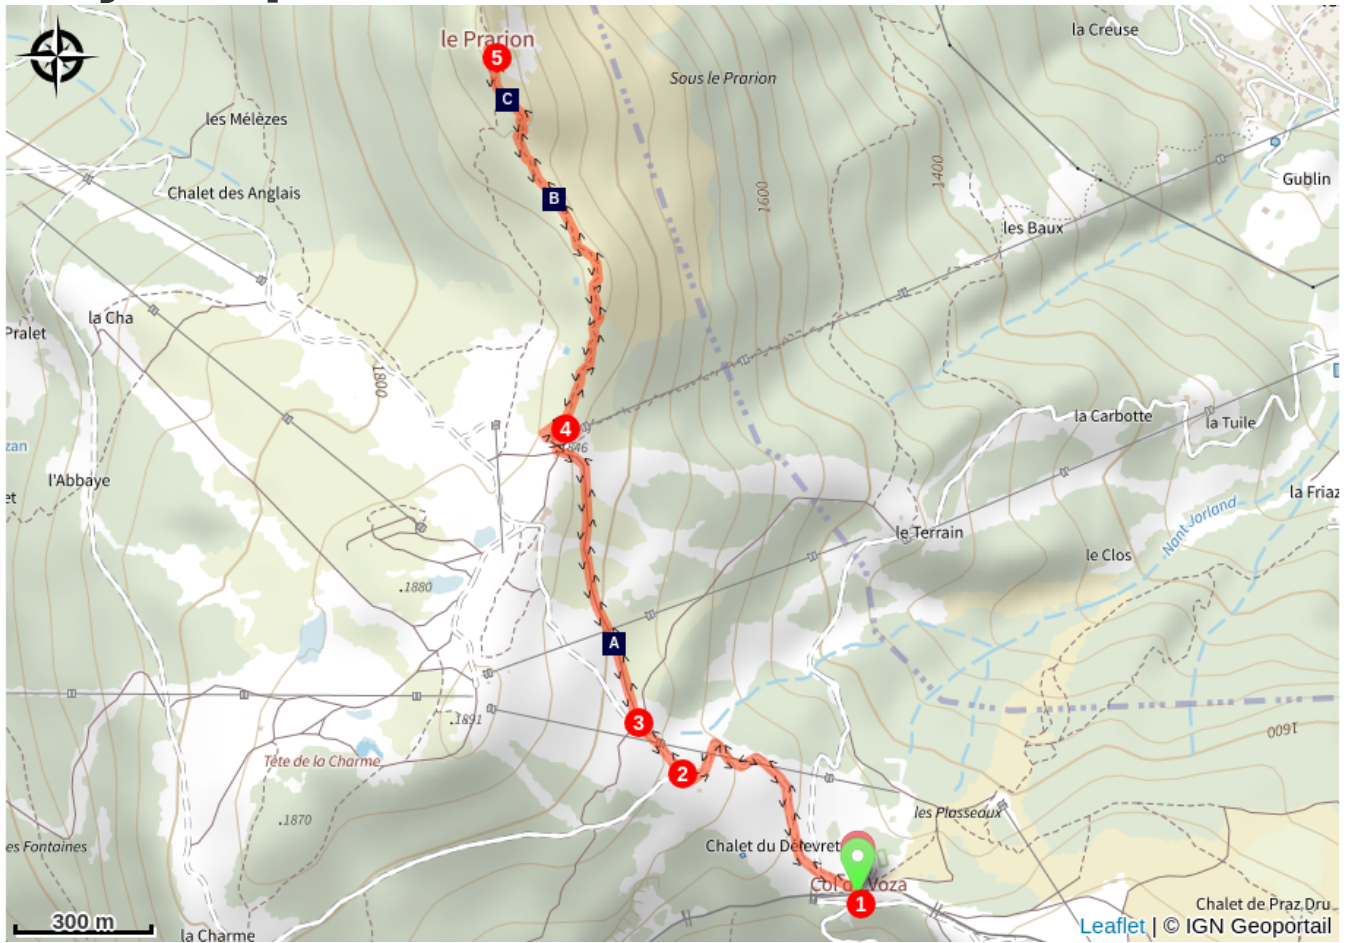 la Creuse
le Prarion
5
Sous le Prarion
C
les Mélèzes
1400
Gublin
Chalet des Anglais
1600
B
les Baux
la Cha
Pralet
1800
la Carbotte
la Tuile
4
1846
zan
l'Abbaye
et
la Friaz
Nant Jorland
le Terrain
le Clos
.1880
A
.1891
3
1600
Tête de la Charme
2
.1870
les Plasseaux
es Fontaines
Chalet du Délevret
Col de Voza
1
Chalet de Praz Dru
300 m
la Charme
Leaflet | © IGN Geoportail